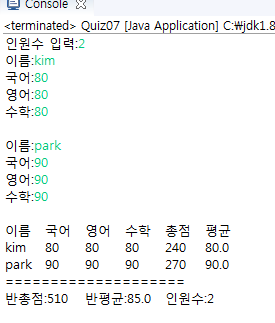 Console
<terminated> Quiz07 [Java Application] C:\jdk1.8
인원수 입력:2
이름:kim
국어:80
영어:80
수학:80
이름:park
국어:90
영어:90
수학:90
이름 국어 영어 수학 총점 평균
kim 80 80 80 240 80.0
park 90 90 90 270 90.0
====================
반총점:510 반평균:85.0 인원수:2